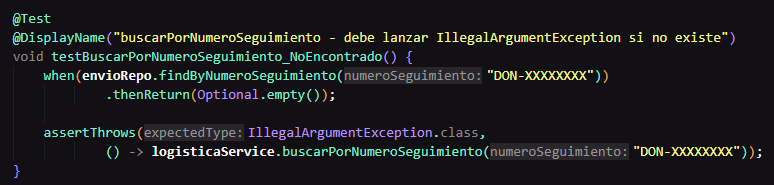 @Test
@DisplayName("buscarPorNumeroSeguimiento - debe lanzar IllegalArgumentException si no existe")
void testBuscarPorNumeroSeguimiento_NoEncontrado() {
    when(envioRepo.findByNumeroSeguimiento(numeroSeguimiento: "DON-XXXXXXXX"))
            .thenReturn(Optional.empty());

    assertThrows(expectedType: IllegalArgumentException.class,
            () -> logisticaService.buscarPorNumeroSeguimiento(numeroSeguimiento: "DON-XXXXXXXX"));
}